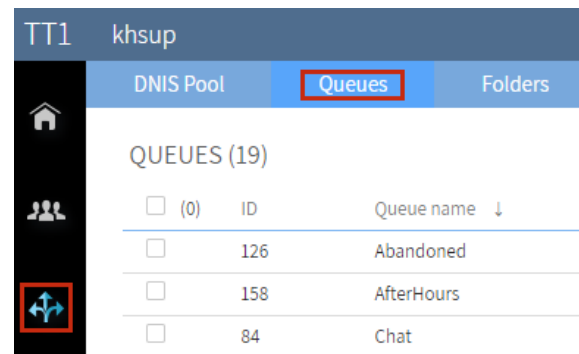 TT1 khsup
DNIS Pool Queues Folders
QUEUES (19)
(0) ID Queue name ↓
126 Abandoned
158 AfterHours
84 Chat